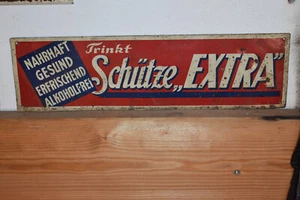 NAHRHAFT
GESUND
ERFRISCHEND
ALKOHOLFREI
Trinkt
Schütze „EXTRA“